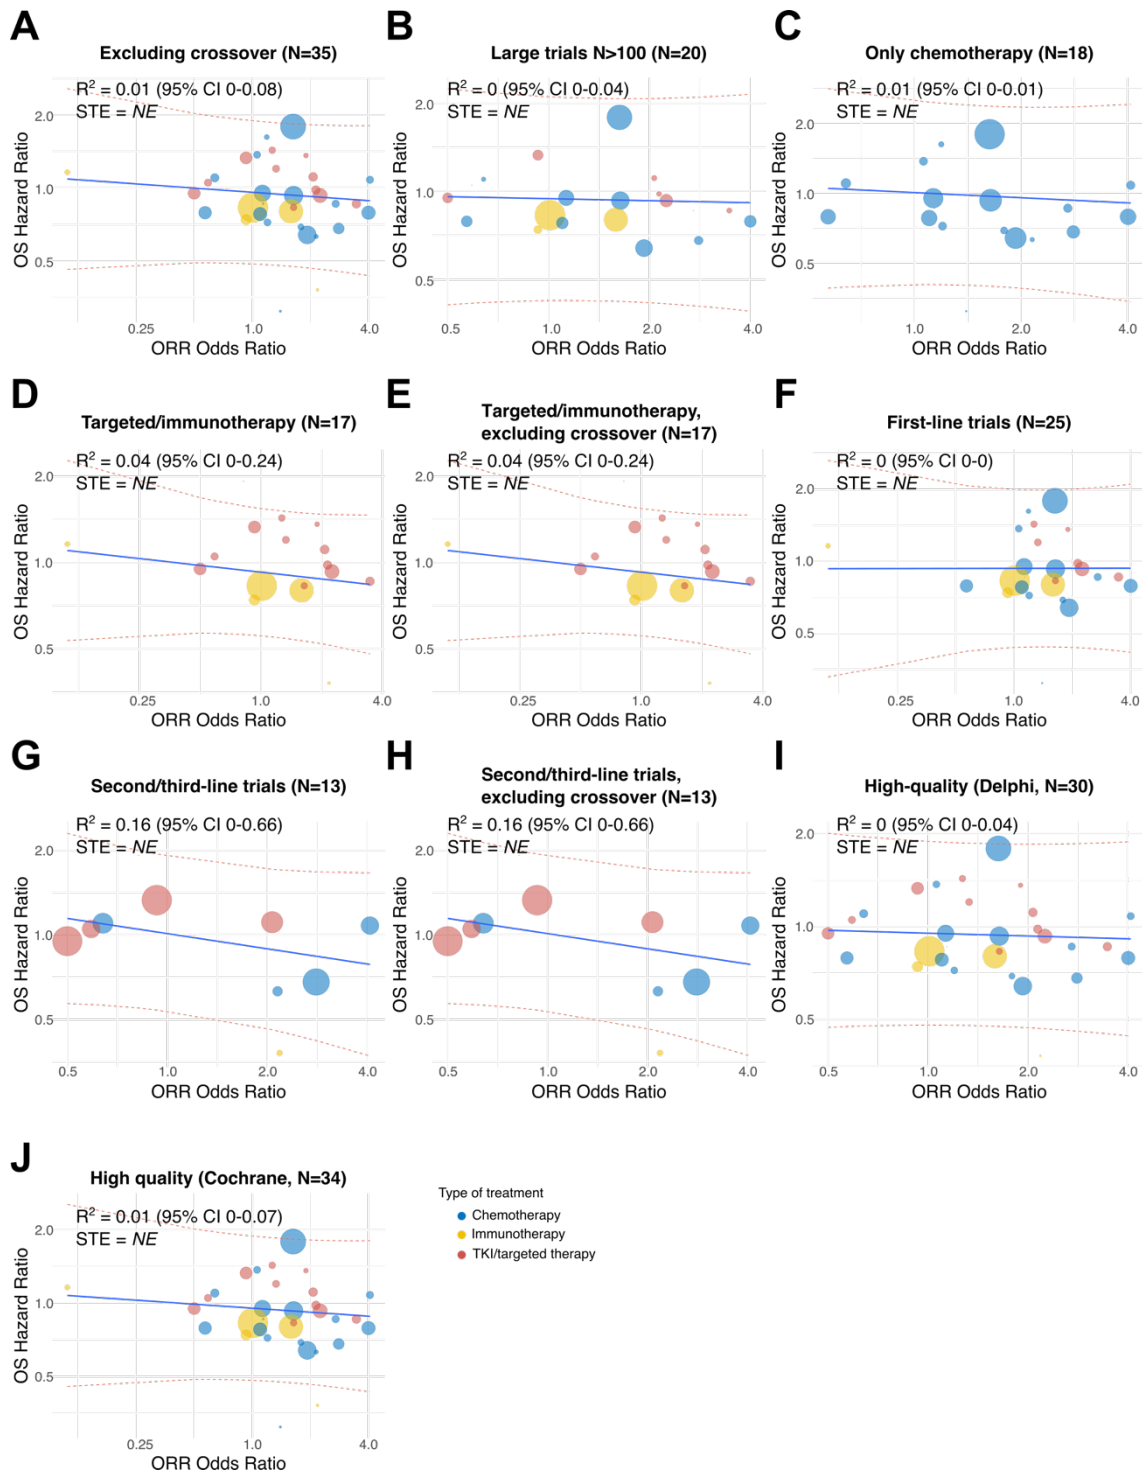 A
Excluding crossover (N=35)
R² = 0.01 (95% CI 0-0.08)
STE = NE
2.0
1.0
0.5
OS Hazard Ratio
0.25 1.0 4.0
ORR Odds Ratio
B
Large trials N>100 (N=20)
R² = 0 (95% CI 0-0.04)
STE = NE
2.0
1.0
0.5
OS Hazard Ratio
0.5 1.0 2.0 4.0
ORR Odds Ratio
C
Only chemotherapy (N=18)
R² = 0.01 (95% CI 0-0.01)
STE = NE
2.0
1.0
0.5
OS Hazard Ratio
1.0 2.0 4.0
ORR Odds Ratio
D
Targeted/immunotherapy (N=17)
R² = 0.04 (95% CI 0-0.24)
STE = NE
2.0
1.0
0.5
OS Hazard Ratio
0.25 1.0 4.0
ORR Odds Ratio
E
Targeted/immunotherapy,
excluding crossover (N=17)
R² = 0.04 (95% CI 0-0.24)
STE = NE
2.0
1.0
0.5
OS Hazard Ratio
0.25 1.0 4.0
ORR Odds Ratio
F
First-line trials (N=25)
R² = 0 (95% CI 0-0)
STE = NE
2.0
1.0
0.5
OS Hazard Ratio
0.25 1.0 4.0
ORR Odds Ratio
G
Second/third-line trials (N=13)
R² = 0.16 (95% CI 0-0.66)
STE = NE
2.0
1.0
0.5
OS Hazard Ratio
0.5 1.0 2.0 4.0
ORR Odds Ratio
H
Second/third-line trials,
excluding crossover (N=13)
R² = 0.16 (95% CI 0-0.66)
STE = NE
2.0
1.0
0.5
OS Hazard Ratio
0.5 1.0 2.0 4.0
ORR Odds Ratio
I
High-quality (Delphi, N=30)
R² = 0 (95% CI 0-0.04)
STE = NE
2.0
1.0
0.5
OS Hazard Ratio
0.5 1.0 2.0 4.0
ORR Odds Ratio
J
High quality (Cochrane, N=34)
R² = 0.01 (95% CI 0-0.07)
STE = NE
2.0
1.0
0.5
OS Hazard Ratio
0.25 1.0 4.0
ORR Odds Ratio
Type of treatment
Chemotherapy
Immunotherapy
TKI/targeted therapy